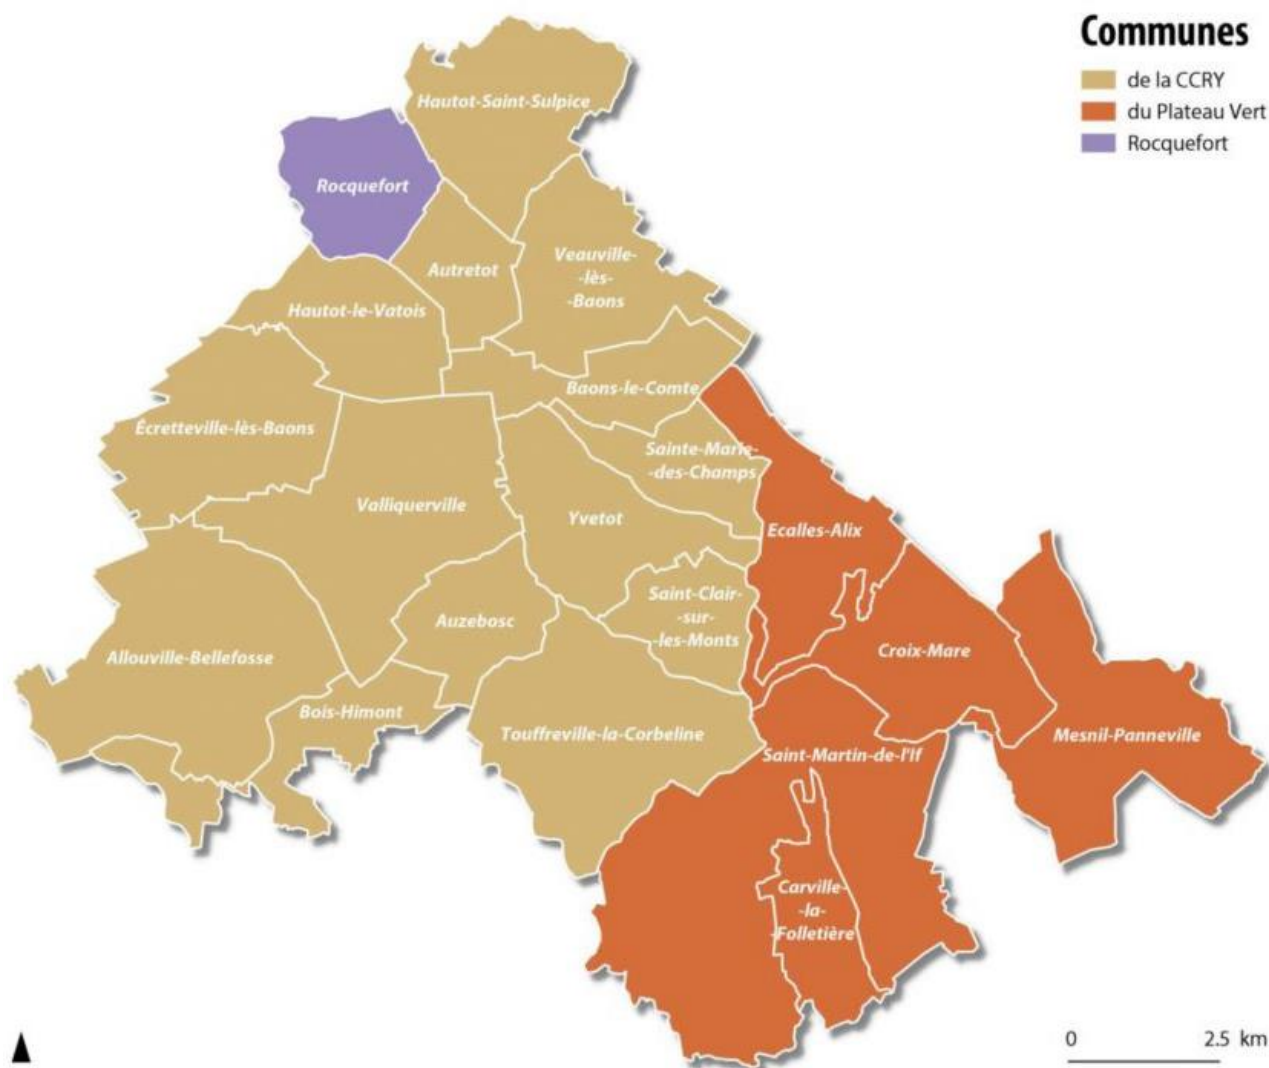 Communes
de la CCRY
du Plateau Vert
Rocquefort
Hautot-Saint-Sulpice
Rocquefort
Autretot
Veauville-
-lès-
-Baons
Hautot-le-Vatois
Baons-le-Comte
Écretteville-lès-Baons
Sainte-Marie-
-des-Champs
Valliquerville
Yvetot
Ecalles-Alix
Saint-Clair-
-sur-
-les-Monts
Auzebosc
Allouville-Bellefosse
Croix-Mare
Bois-Himont
Touffreville-la-Corbeline
Mesnil-Panneville
Saint-Martin-de-l'If
Carville-
-la-
-Folletière
0 2.5 km